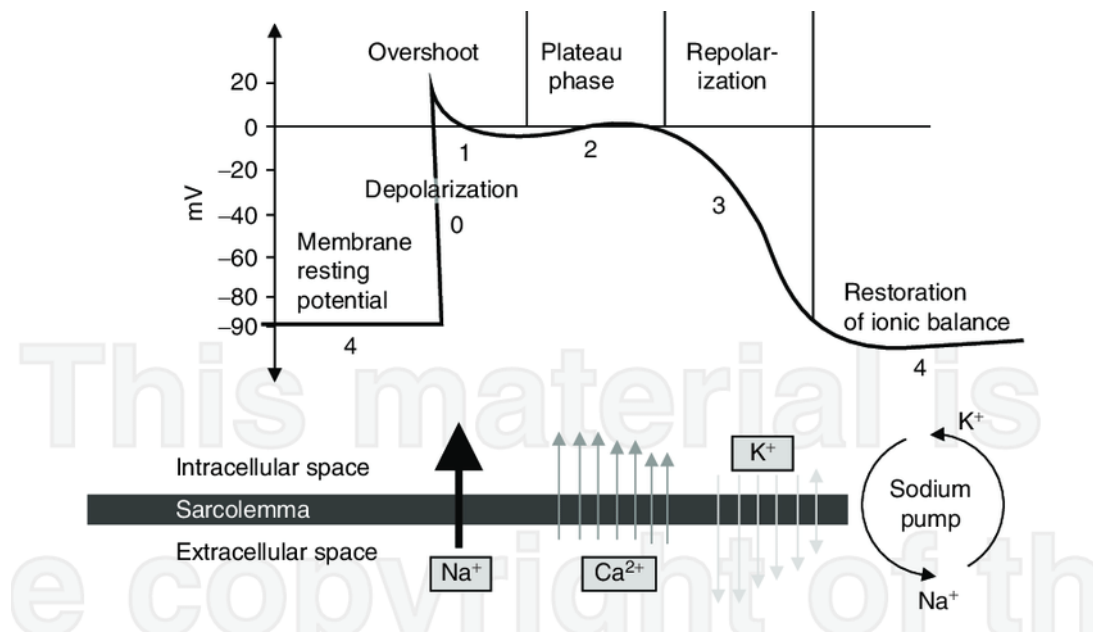 Overshoot
Plateau
phase
Repolar-
ization
20
0
–20
–40
–60
–80
–90
mV
1
2
3
Depolarization
0
Membrane
resting
potential
4
Restoration
of ionic balance
4
This material is
K+
Intracellular space
K+
Sarcolemma
Sodium
pump
Extracellular space
Na+
Ca2+
Na+
e copyright of th